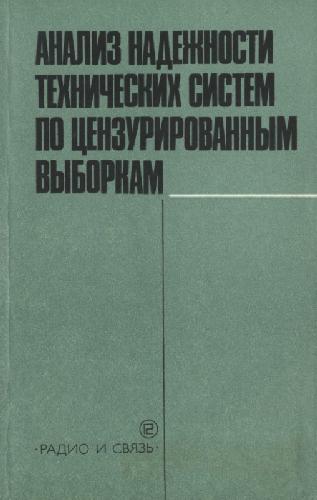 АНАЛИЗ НАДЕЖНОСТИ
ТЕХНИЧЕСКИХ СИСТЕМ
ПО ЦЕНЗУРИРОВАННЫМ
ВЫБОРКАМ
·РАДИО И СВЯЗЬ·